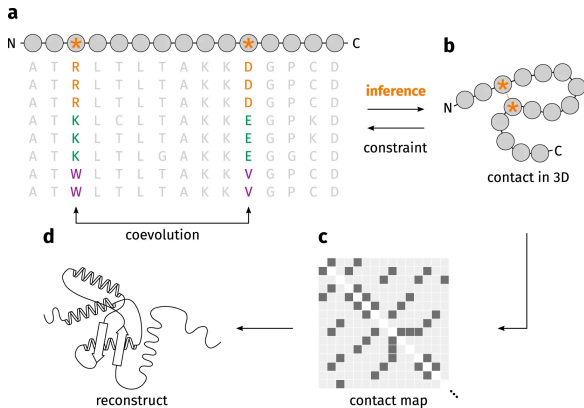 a
N * * C
A T R L T L T A K K D G P C D
A T R L T L T A K K D G P C D
A T R L T L T A K K D G P C D
A T K L C L T A K K E G P C D
A T K L T L T A K K E G P K D
A T K L T L G A K K E G G C D
A T W L T L T A K K V G P C D
A T W L T L T A K K V G P C D
coevolution
inference
constraint
b
*
*
N
C
contact in 3D
c
contact map
d
reconstruct